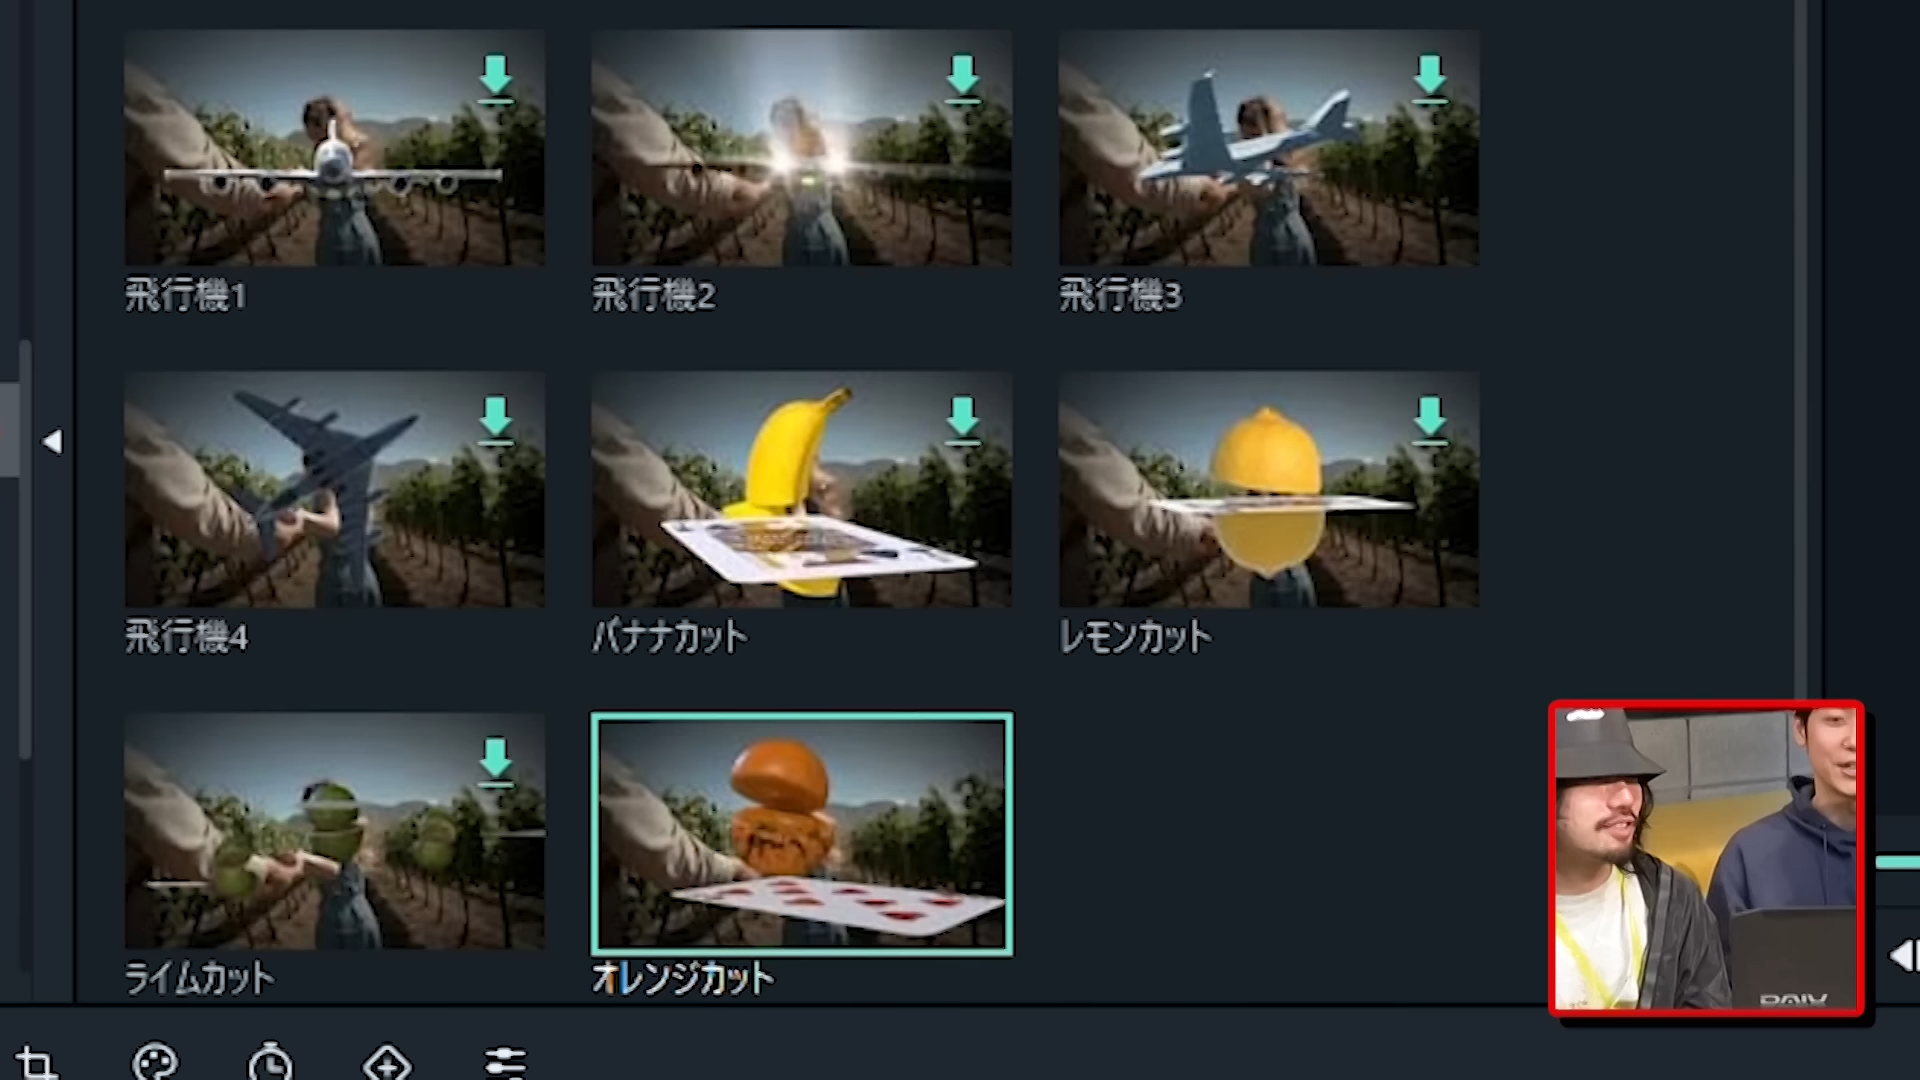 飛行機1
飛行機2
飛行機3
飛行機4
バナナカット
レモンカット
ライムカット
オレンジカット